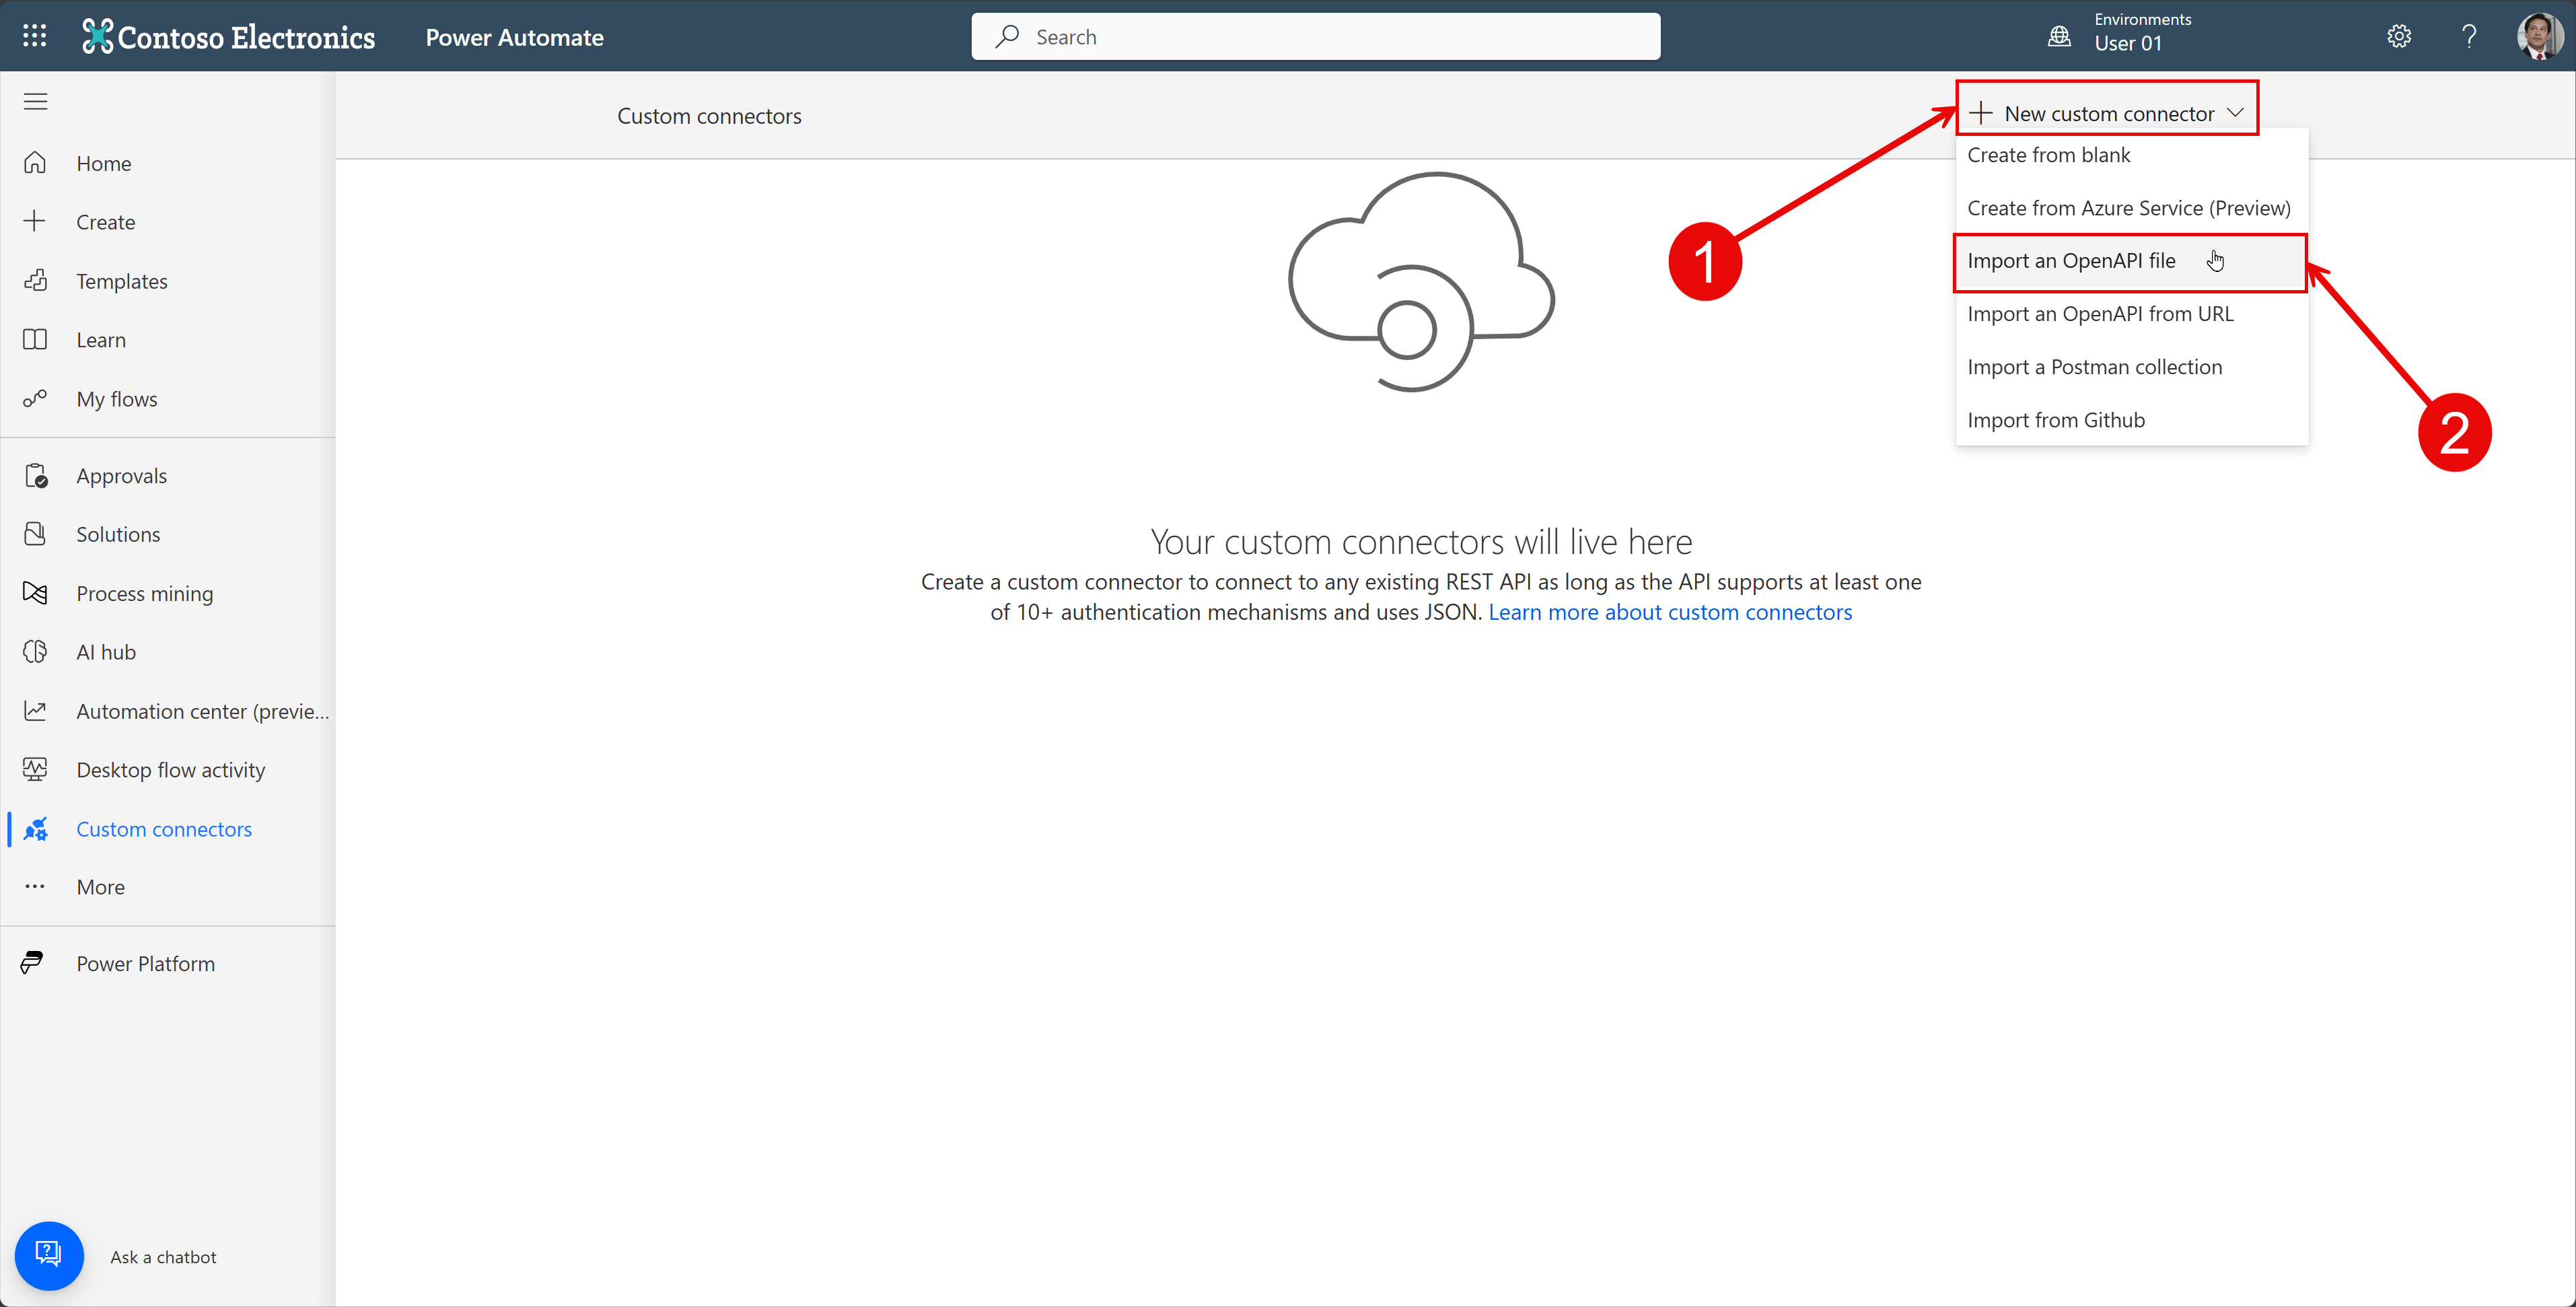 Contoso Electronics
Power Automate
Search
Environments
User 01
Custom connectors
New custom connector
Create from blank
Create from Azure Service (Preview)
Import an OpenAPI file
Import an OpenAPI from URL
Import a Postman collection
Import from Github
1
2
Home
Create
Templates
Learn
My flows
Approvals
Solutions
Process mining
AI hub
Automation center (previe...
Desktop flow activity
Custom connectors
More
Power Platform
Ask a chatbot
Your custom connectors will live here
Create a custom connector to connect to any existing REST API as long as the API supports at least one
of 10+ authentication mechanisms and uses JSON. Learn more about custom connectors